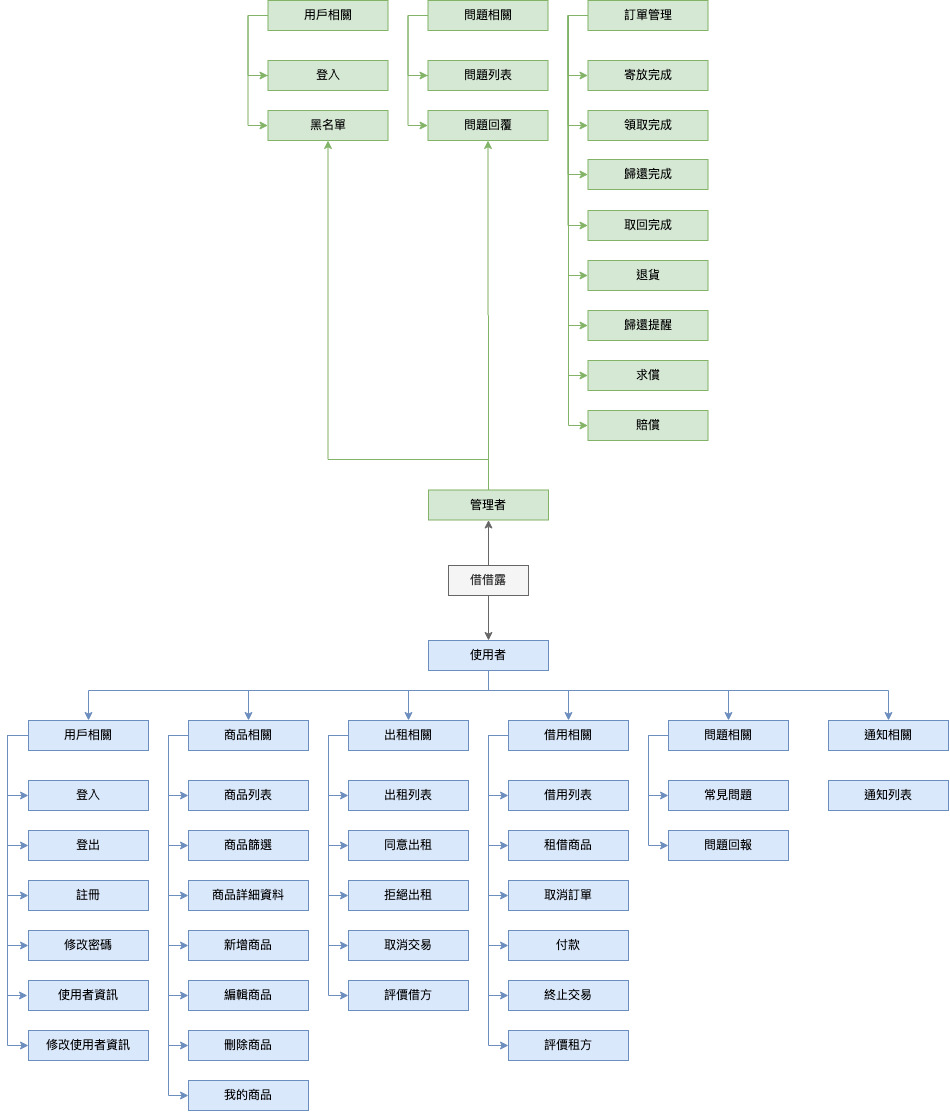 用戶相關
問題相關
訂單管理
登入
問題列表
寄放完成
黑名單
問題回覆
領取完成
歸還完成
取回完成
退貨
歸還提醒
求償
賠償
管理者
借借露
使用者
用戶相關
商品相關
出租相關
借用相關
問題相關
通知相關
登入
商品列表
出租列表
借用列表
常見問題
通知列表
登出
商品篩選
同意出租
租借商品
問題回報
註冊
商品詳細資料
拒絕出租
取消訂單
修改密碼
新增商品
取消交易
付款
使用者資訊
編輯商品
評價借方
終止交易
修改使用者資訊
刪除商品
評價租方
我的商品